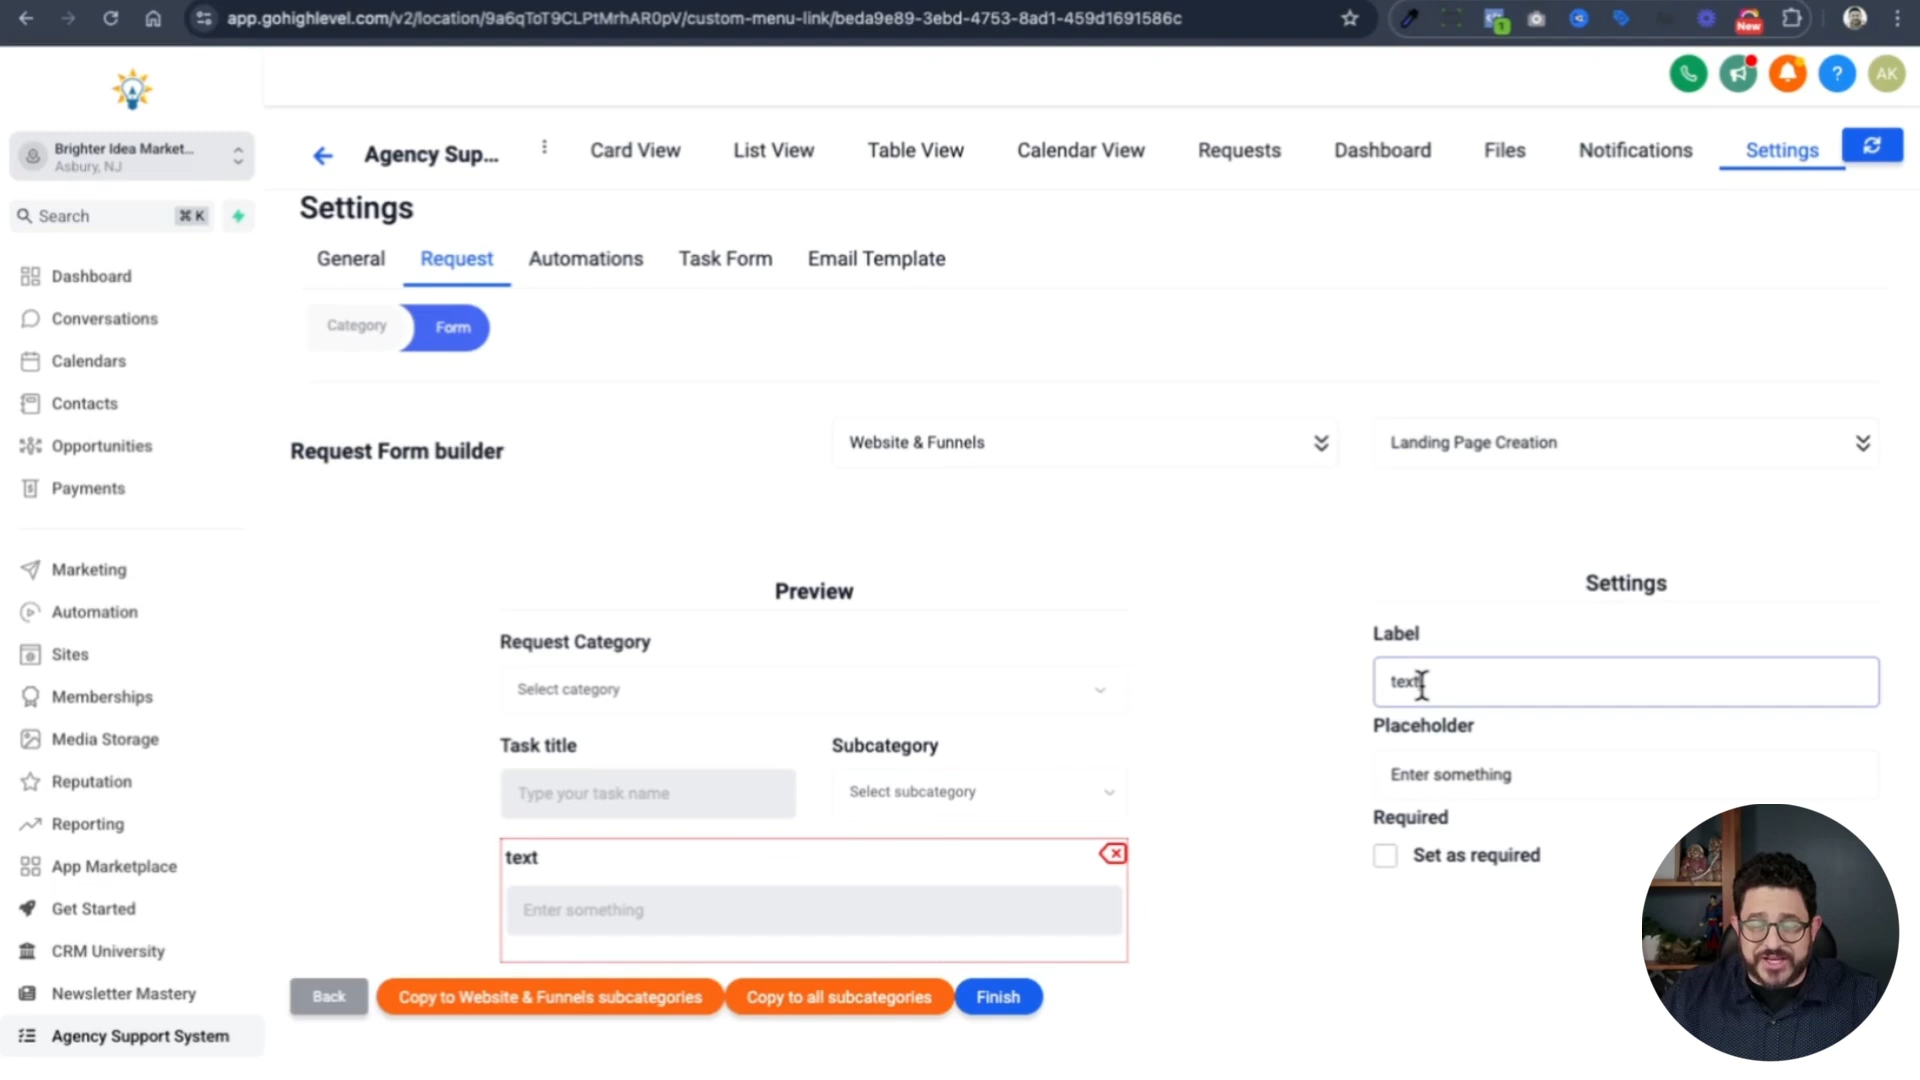 app.gohighlevel.com/v2/location/9a6qToT9CLPtMrhAR0pV/custom-menu-link/beda9e89-3ebd-4753-8ad1-459d1691586c
1
New
AK
Brighter Idea Market...
Asbury, NJ
Agency Sup...
Card View
List View
Table View
Calendar View
Requests
Dashboard
Files
Notifications
Settings
Search
⌘ K
Settings
General
Request
Automations
Task Form
Email Template
Category
Form
Dashboard
Conversations
Calendars
Contacts
Opportunities
Payments
Marketing
Automation
Sites
Memberships
Media Storage
Reputation
Reporting
App Marketplace
Get Started
CRM University
Newsletter Mastery
Agency Support System
Request Form builder
Website & Funnels
Landing Page Creation
Preview
Request Category
Select category
Task title
Subcategory
Type your task name
Select subcategory
text
Enter something
Settings
Label
text
Placeholder
Enter something
Required
Set as required
Back
Copy to Website & Funnels subcategories
Copy to all subcategories
Finish